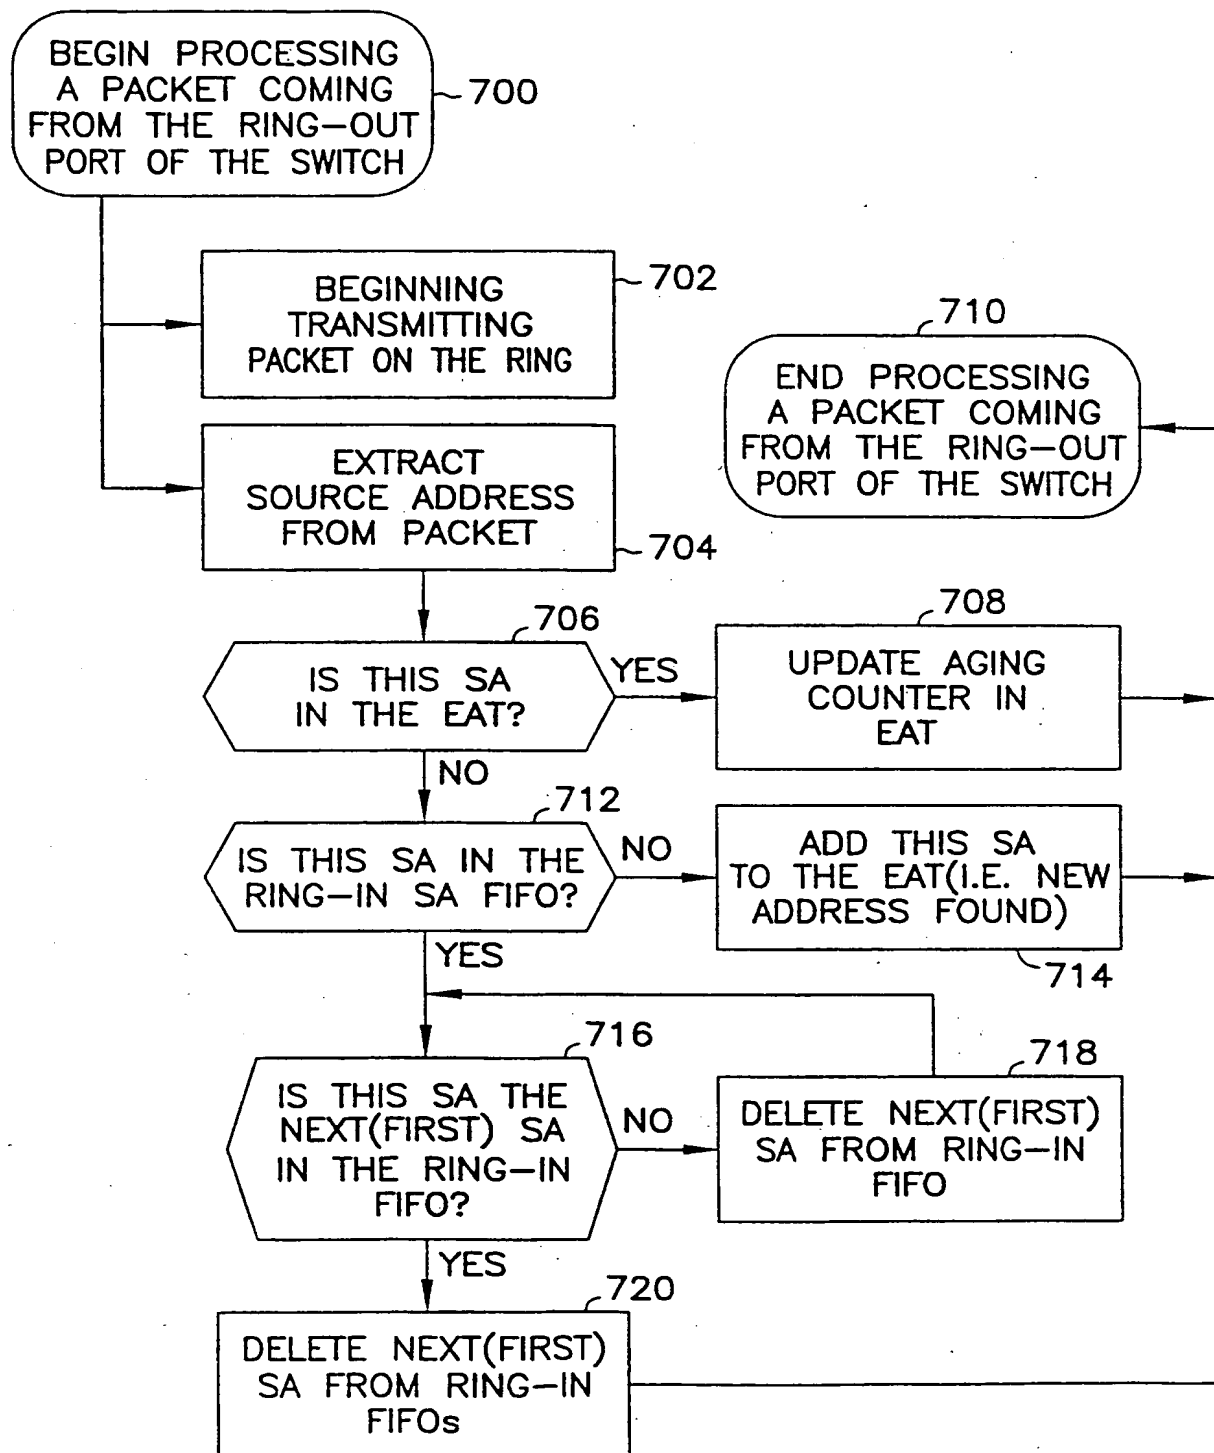 BEGIN PROCESSING
A PACKET COMING
FROM THE RING-OUT
PORT OF THE SWITCH
700
BEGINNING
TRANSMITTING
PACKET ON THE RING
702
EXTRACT
SOURCE ADDRESS
FROM PACKET
704
710
END PROCESSING
A PACKET COMING
FROM THE RING-OUT
PORT OF THE SWITCH
706
IS THIS SA
IN THE EAT?
YES
708
UPDATE AGING
COUNTER IN
EAT
NO
712
IS THIS SA IN THE
RING-IN SA FIFO?
NO
ADD THIS SA
TO THE EAT(I.E. NEW
ADDRESS FOUND)
714
YES
716
IS THIS SA THE
NEXT(FIRST) SA
IN THE RING-IN
FIFO?
NO
718
DELETE NEXT(FIRST)
SA FROM RING-IN
FIFO
YES
720
DELETE NEXT(FIRST)
SA FROM RING-IN
FIFOs